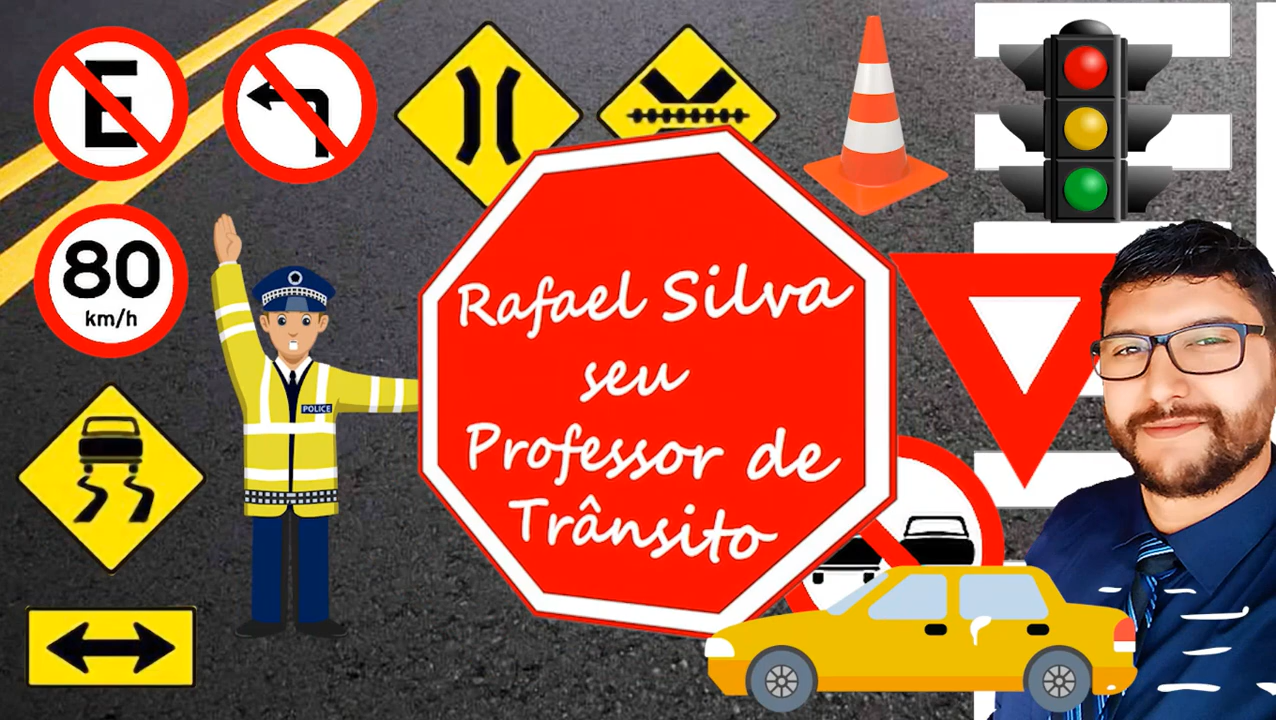 E
80
km/h
POLICE
Rafael Silva
seu
Professor de
Trânsito